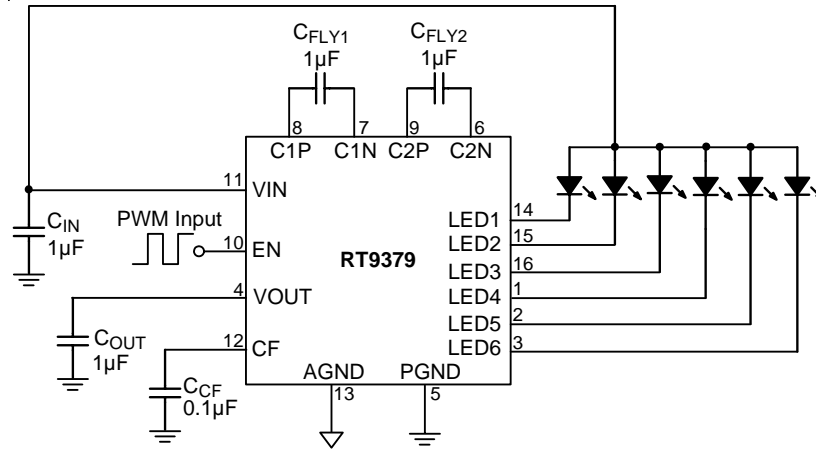 CFLY1
1µF
CFLY2
1µF
8
7
9
6
C1P
C1N
C2P
C2N
11
VIN
CIN
1µF
PWM Input
10
EN
RT9379
4
VOUT
COUT
1µF
12
CF
CCF
0.1µF
AGND
13
PGND
5
LED1
14
LED2
15
LED3
16
LED4
1
LED5
2
LED6
3